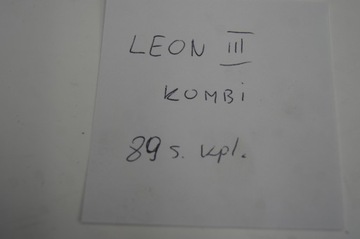 LEON III
KOMBi
89 s. kpl.